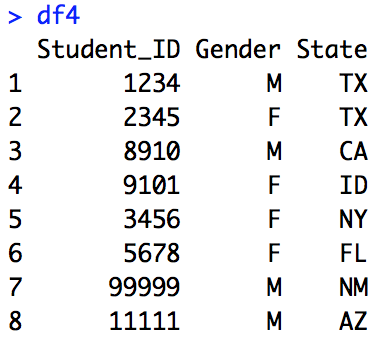 > df4
Student_ID Gender State
1 1234 M TX
2 2345 F TX
3 8910 M CA
4 9101 F ID
5 3456 F NY
6 5678 F FL
7 99999 M NM
8 11111 M AZ